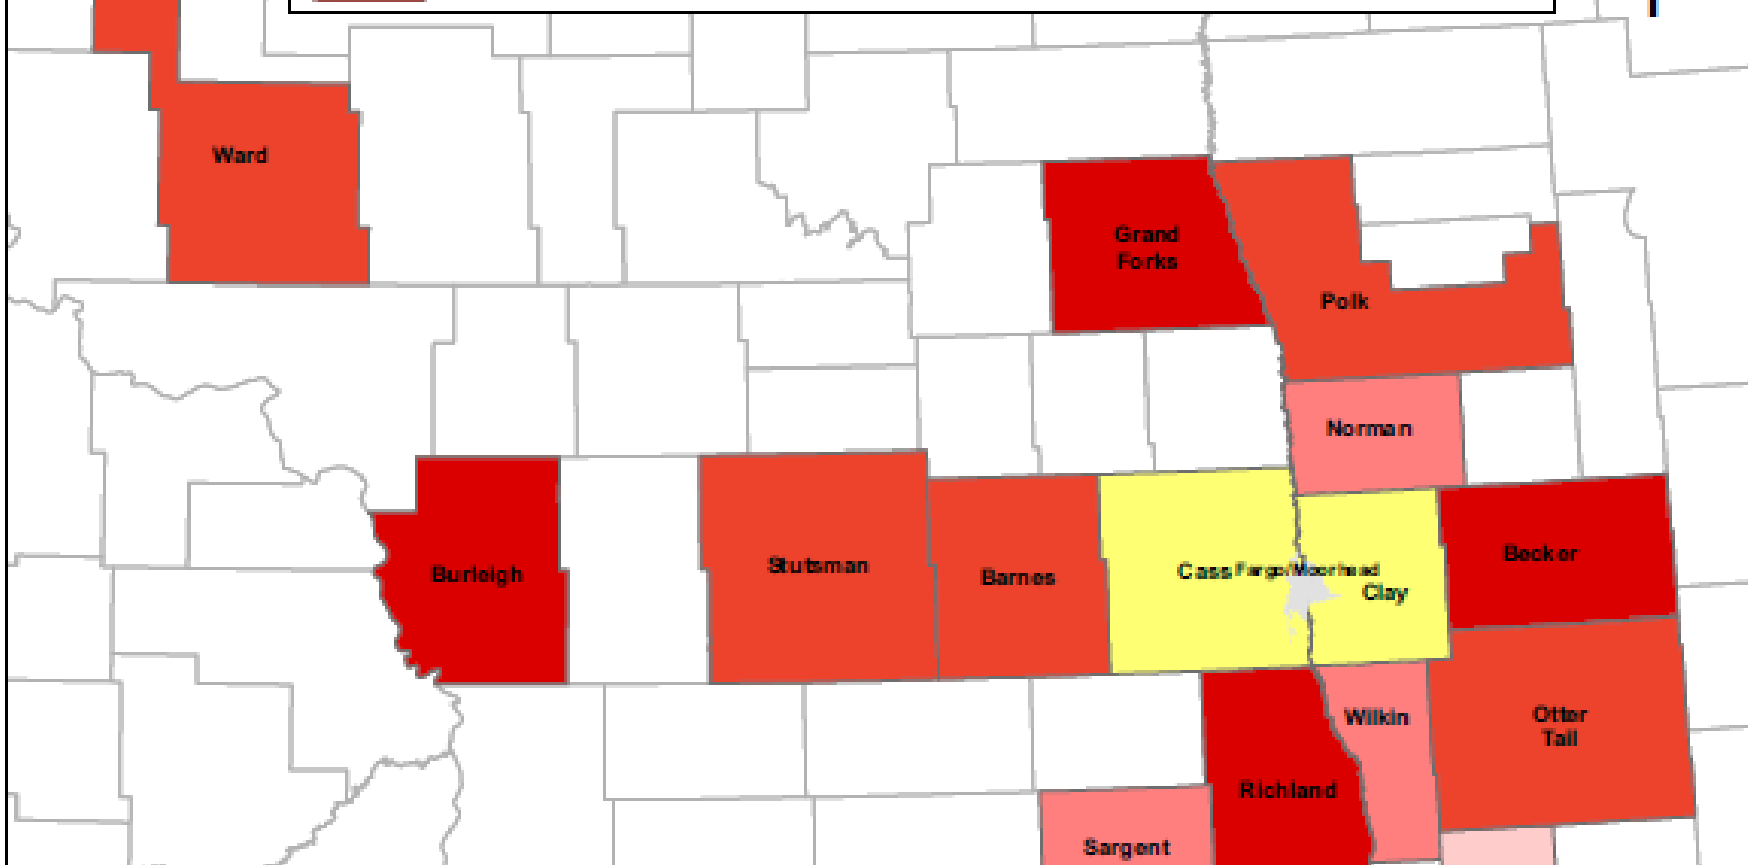 Ward
Grand
Forks
Polk
Norman
Burleigh
Stutsman
Barnes
Cass
Fargo/Moorhead
Clay
Becker
Wilkin
Otter
Tail
Richland
Sargent